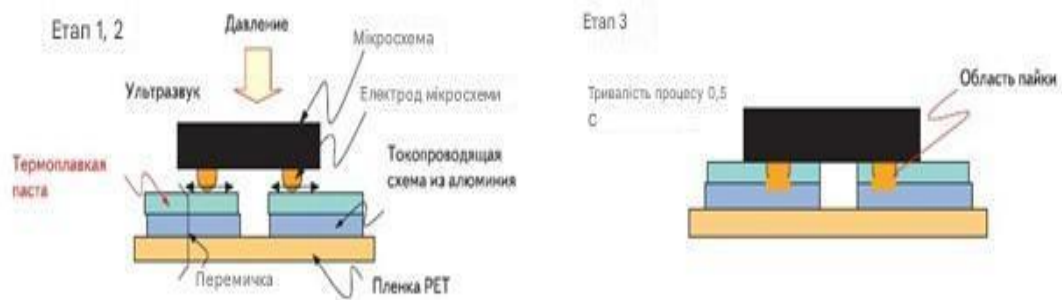 Етап 1, 2
Давление
Мікросхема
Ультразвук
Електрод мікросхеми
Термоплавкая
паста
Токопроводящая
схема из алюминия
Перемичка
Пленка PET
Етап 3
Тривалість процесу 0,5
С
Область пайки